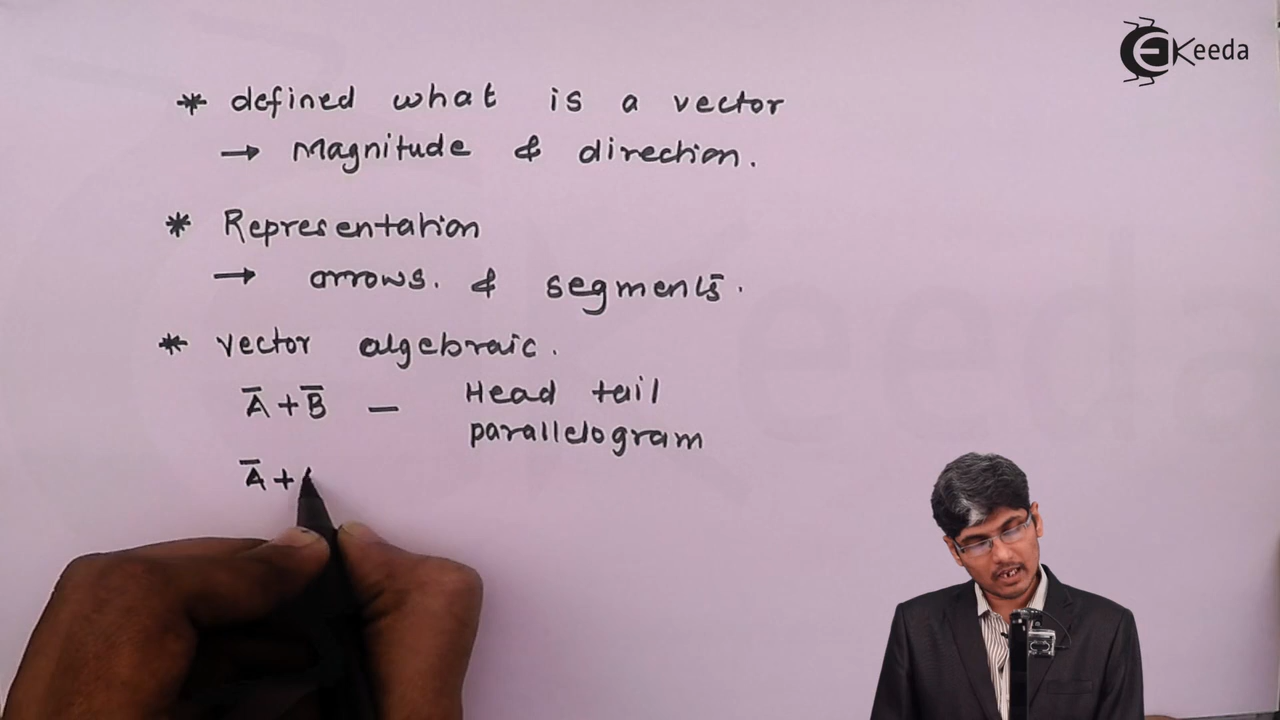 EKeeda
* defined what is a vector
→ Magnitude & direction.
* Representation
→ arrows. & segments.
* vector algebraic.
A̅ + B̅ — Head tail
parallelogram
A̅ +